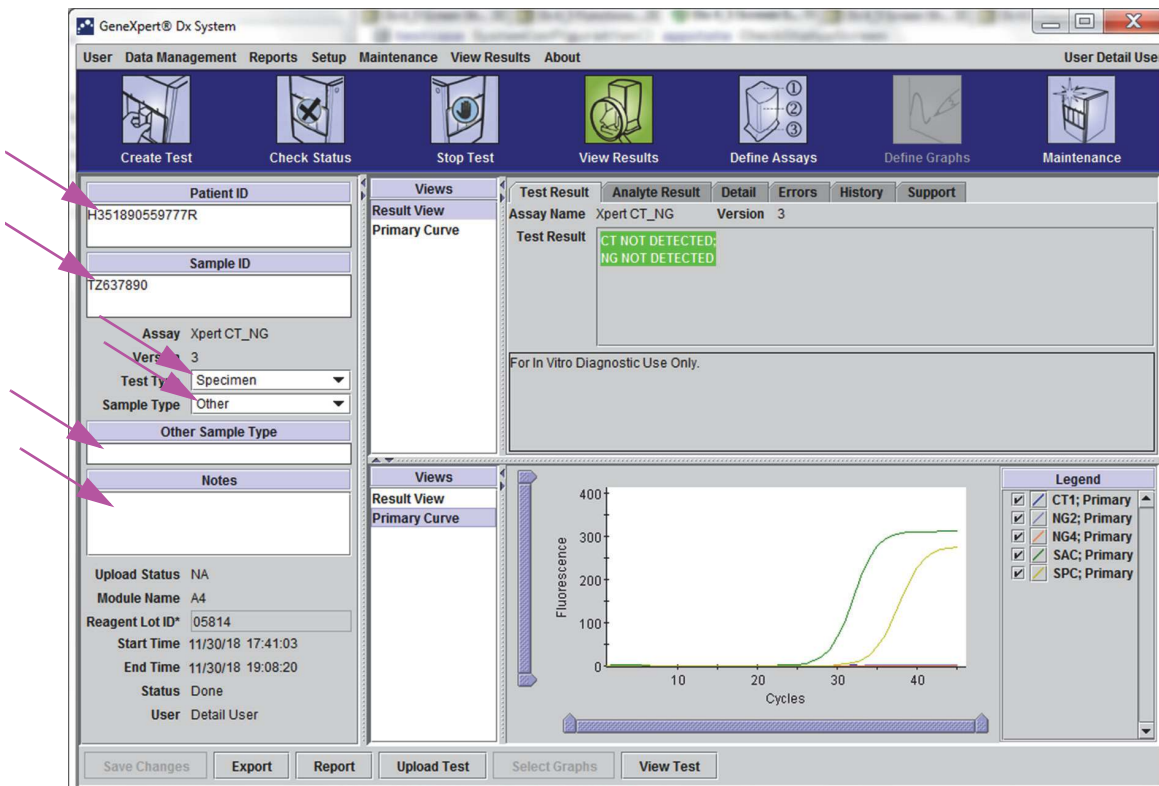 GeneXpert® Dx System
User Data Management Reports Setup Maintenance View Results About User Detail Use
Create Test Check Status Stop Test View Results Define Assays Define Graphs Maintenance
1
2
3
Patient ID
H351890559777R
Sample ID
TZ637890
Assay Xpert CT_NG
Version 3
Test Specimen
Sample Type Other
Other Sample Type
Notes
Upload Status NA
Module Name A4
Reagent Lot ID* 05814
Start Time 11/30/18 17:41:03
End Time 11/30/18 19:08:20
Status Done
User Detail User
Views
Result View
Primary Curve
Test Result Analyte Result Detail Errors History Support
Assay Name Xpert CT_NG Version 3
Test Result CT NOT DETECTED;
NG NOT DETECTED
For In Vitro Diagnostic Use Only.
Views
Result View
Primary Curve
Fluorescence
400
300
200
100
0
10 20 30 40
Cycles
Legend
CT1; Primary
NG2; Primary
NG4; Primary
SAC; Primary
SPC; Primary
Save Changes Export Report Upload Test Select Graphs View Test